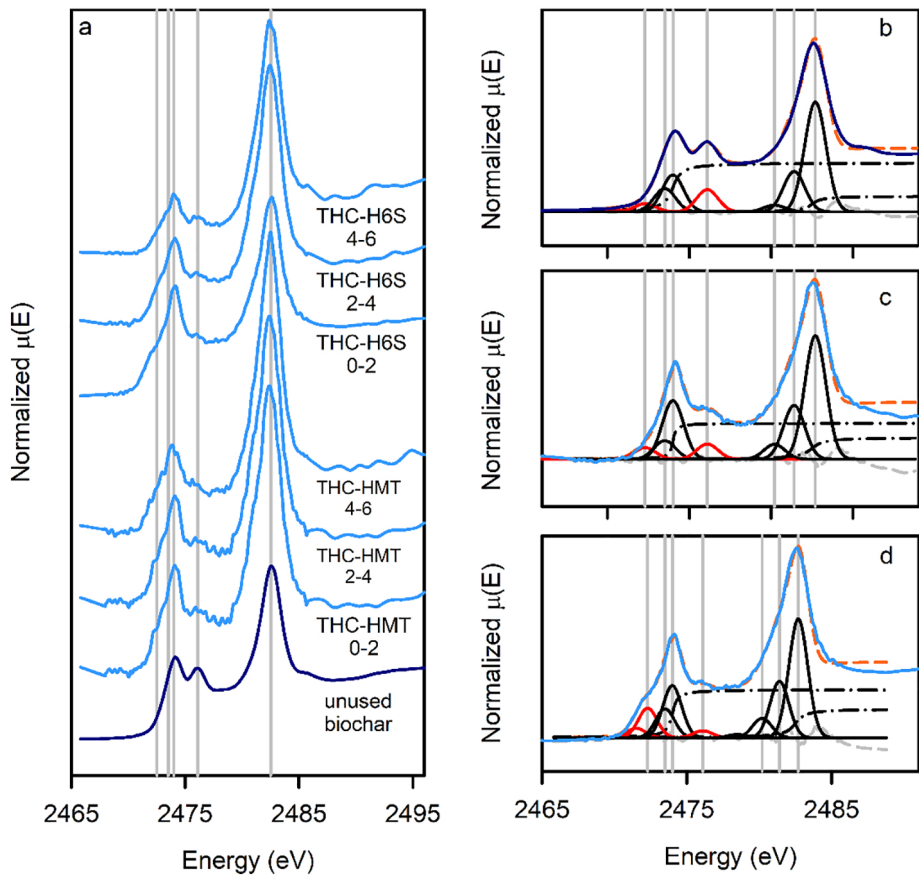 a
Normalized μ(E)
THC-H6S
4-6
THC-H6S
2-4
THC-H6S
0-2
THC-HMT
4-6
THC-HMT
2-4
THC-HMT
0-2
unused
biochar
2465
2475
2485
2495
Energy (eV)
b
Normalized μ(E)
c
Normalized μ(E)
d
Normalized μ(E)
2465
2475
2485
Energy (eV)